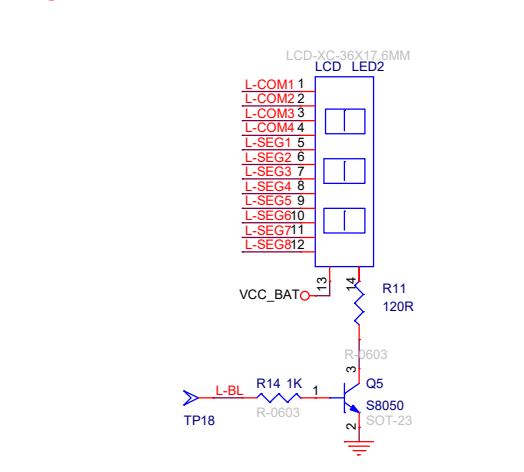 LCD-XC-36X17.6MM
LCD LED2
L-COM1 1
L-COM2 2
L-COM3 3
L-COM4 4
L-SEG1 5
L-SEG2 6
L-SEG3 7
L-SEG4 8
L-SEG5 9
L-SEG6 10
L-SEG7 11
L-SEG8 12
13 14
R11
VCC_BAT
120R
R-0603
3
R14 1K
Q5
L-BL
1
S8050
R-0603
TP18
2
SOT-23